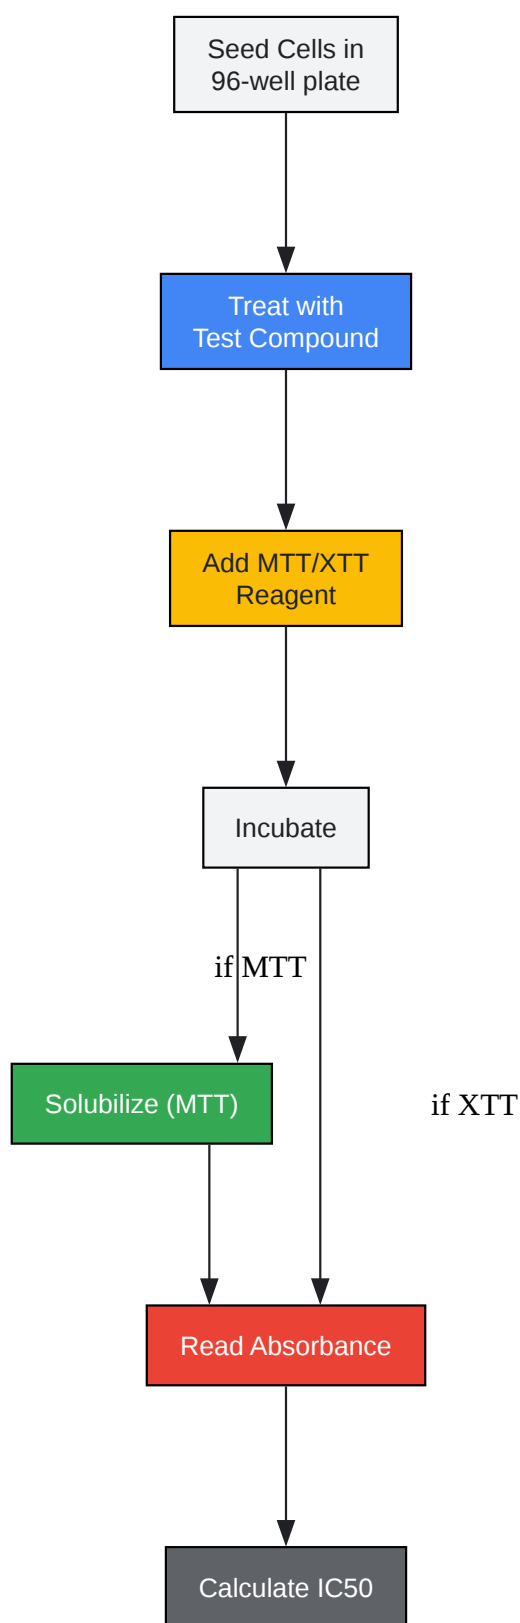 Seed Cells in
96-well plate
Treat with
Test Compound
Add MTT/XTT
Reagent
Incubate
if MTT
Solubilize (MTT)
if XTT
Read Absorbance
Calculate IC50